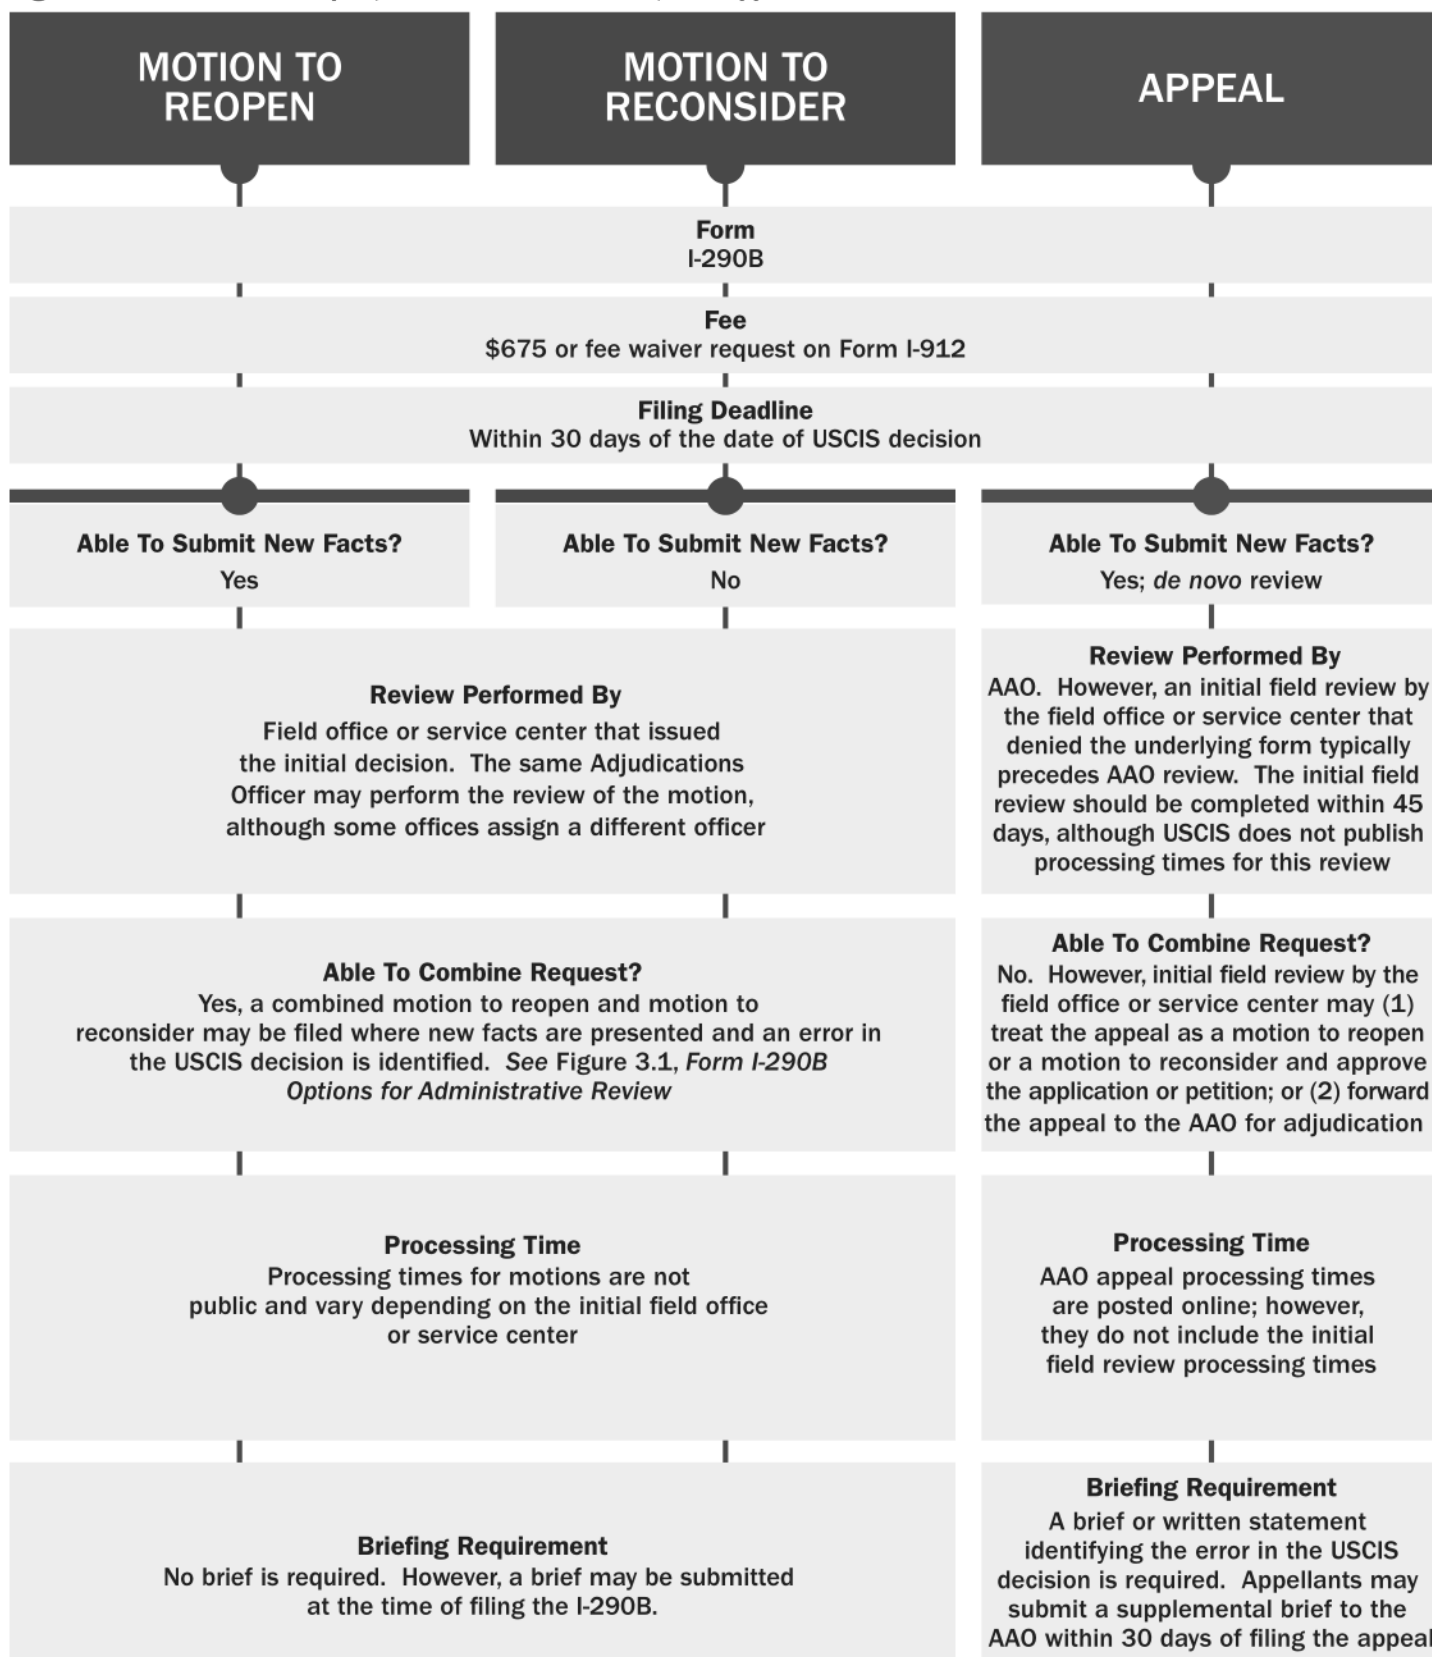 MOTION TO
REOPEN
MOTION TO
RECONSIDER
APPEAL
Form
I-290B
Fee
$675 or fee waiver request on Form I-912
Filing Deadline
Within 30 days of the date of USCIS decision
Able To Submit New Facts?
Yes
Able To Submit New Facts?
No
Able To Submit New Facts?
Yes; de novo review
Review Performed By
Field office or service center that issued
the initial decision. The same Adjudications
Officer may perform the review of the motion,
although some offices assign a different officer
Review Performed By
AAO. However, an initial field review by
the field office or service center that
denied the underlying form typically
precedes AAO review. The initial field
review should be completed within 45
days, although USCIS does not publish
processing times for this review
Able To Combine Request?
Yes, a combined motion to reopen and motion to
reconsider may be filed where new facts are presented and an error in
the USCIS decision is identified. See Figure 3.1, Form I-290B
Options for Administrative Review
Able To Combine Request?
No. However, initial field review by the
field office or service center may (1)
treat the appeal as a motion to reopen
or a motion to reconsider and approve
the application or petition; or (2) forward
the appeal to the AAO for adjudication
Processing Time
Processing times for motions are not
public and vary depending on the initial field office
or service center
Processing Time
AAO appeal processing times
are posted online; however,
they do not include the initial
field review processing times
Briefing Requirement
No brief is required. However, a brief may be submitted
at the time of filing the I-290B.
Briefing Requirement
A brief or written statement
identifying the error in the USCIS
decision is required. Appellants may
submit a supplemental brief to the
AAO within 30 days of filing the appeal